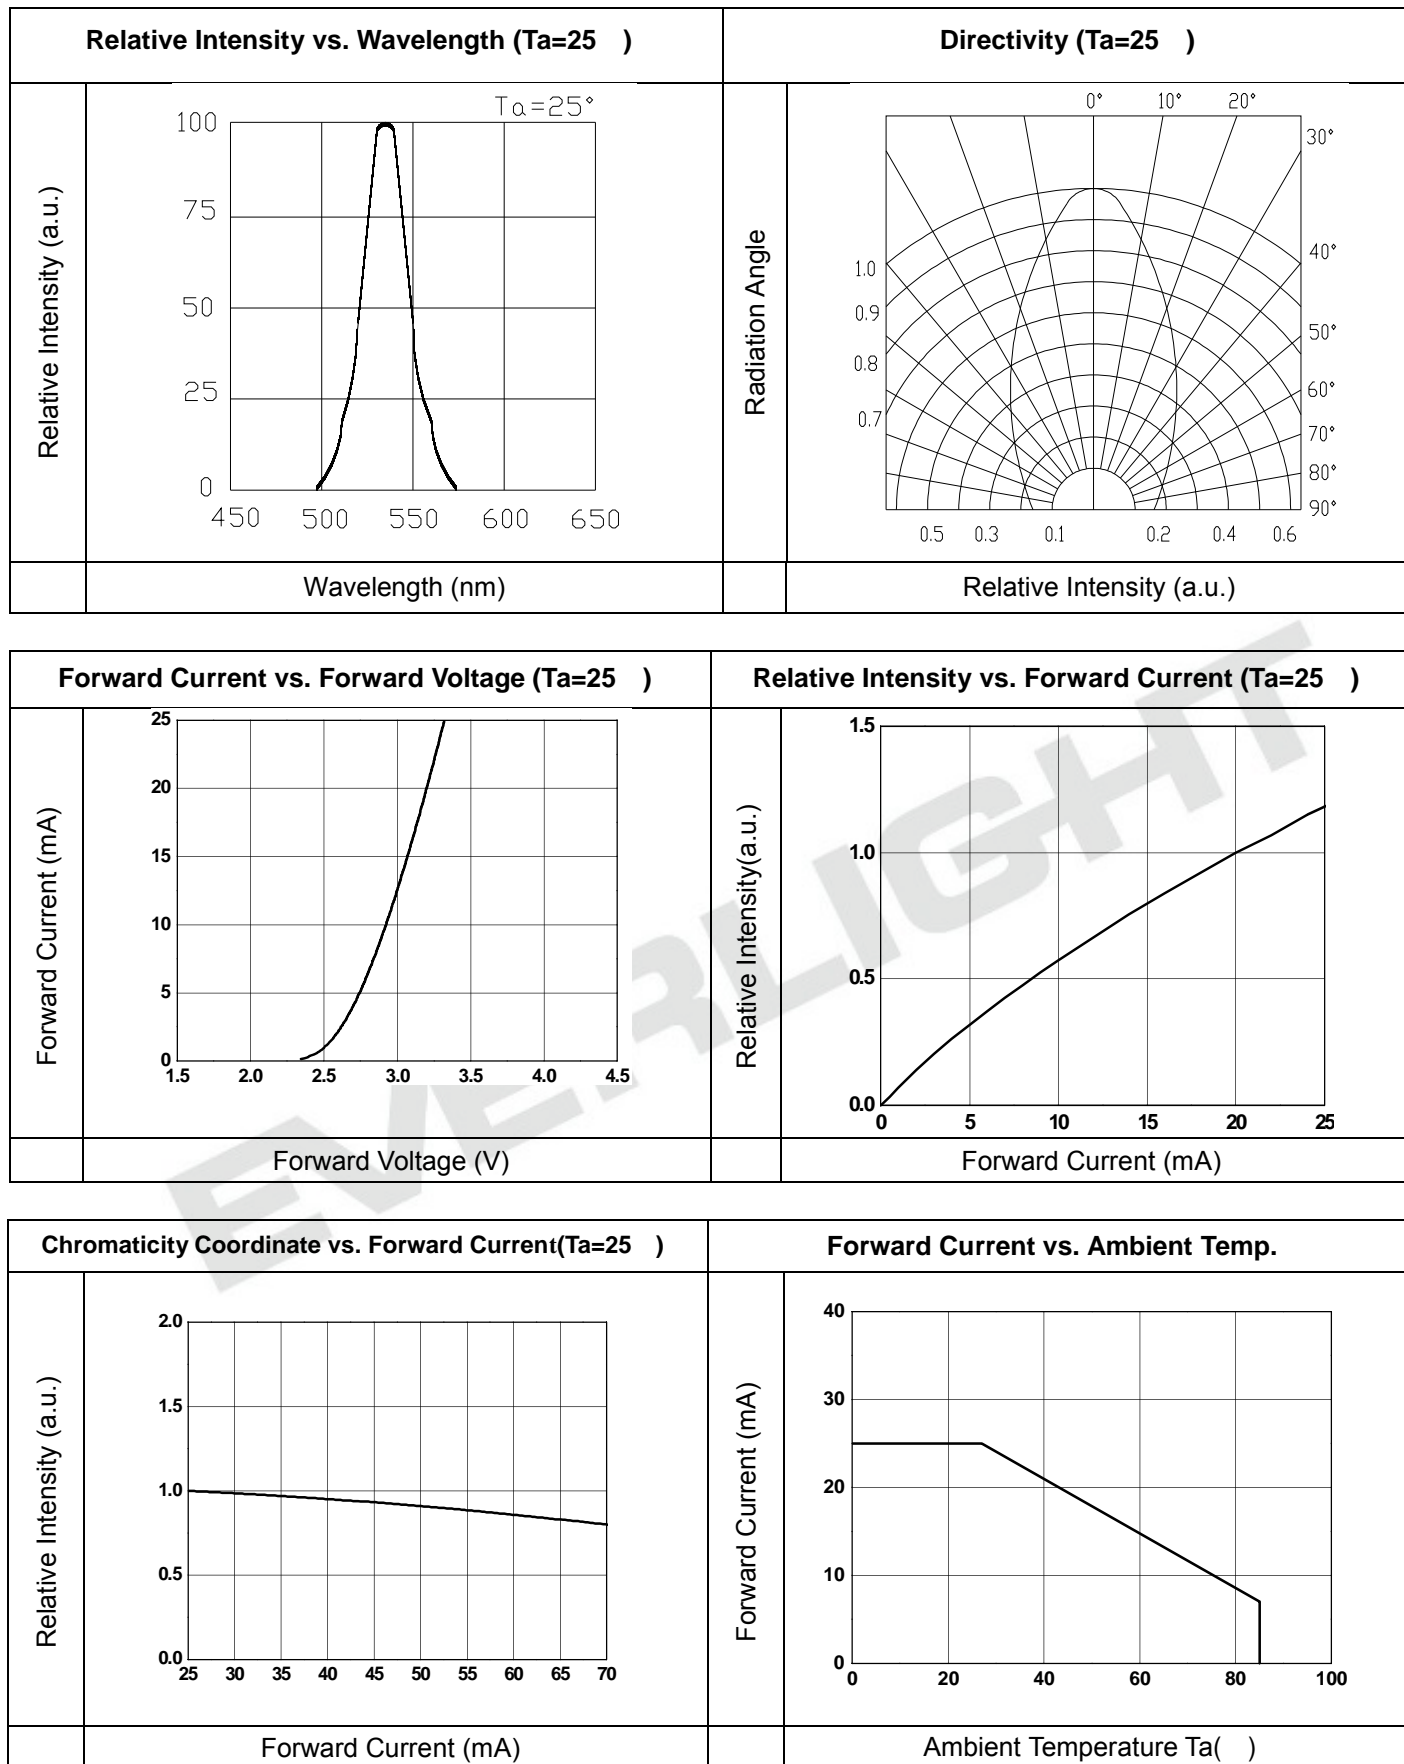 Relative Intensity vs. Wavelength (Ta=25 )
Directivity (Ta=25 )
Relative Intensity (a.u.)
Ta=25°
100
75
50
25
0
450 500 550 600 650
Wavelength (nm)
Radiation Angle
0° 10° 20°
30°
40°
50°
60°
70°
80°
90°
1.0
0.9
0.8
0.7
0.5 0.3 0.1 0.2 0.4 0.6
Relative Intensity (a.u.)
Forward Current vs. Forward Voltage (Ta=25 )
Relative Intensity vs. Forward Current (Ta=25 )
Forward Current (mA)
25
20
15
10
5
0
1.5 2.0 2.5 3.0 3.5 4.0 4.5
Forward Voltage (V)
Relative Intensity(a.u.)
1.5
1.0
0.5
0.0
0 5 10 15 20 25
Forward Current (mA)
EVERLIGHT
Chromaticity Coordinate vs. Forward Current(Ta=25 )
Forward Current vs. Ambient Temp.
Relative Intensity (a.u.)
2.0
1.5
1.0
0.5
0.0
25 30 35 40 45 50 55 60 65 70
Forward Current (mA)
Forward Current (mA)
40
30
20
10
0
0 20 40 60 80 100
Ambient Temperature Ta( )